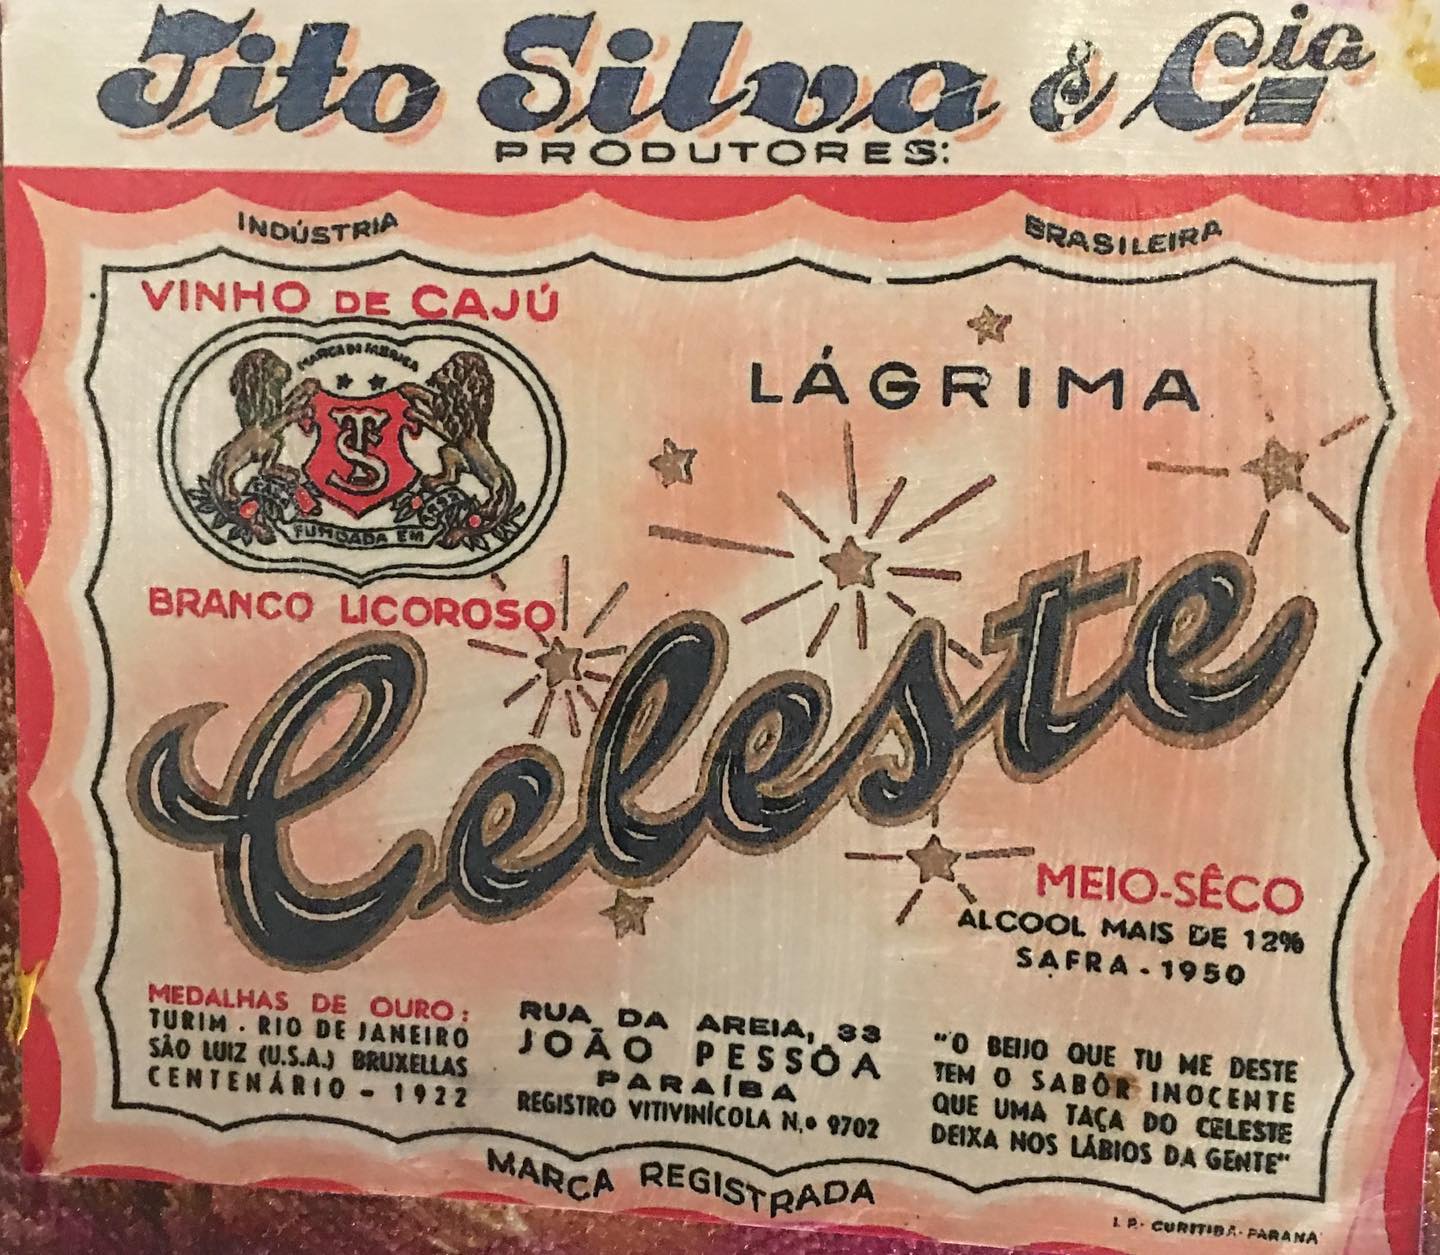 Tito Silva & Cia
PRODUTORES:
INDÚSTRIA
BRASILEIRA
VINHO DE CAJÚ
MARCA DE FABRICA
TS
FUNDADA EM
BRANCO LICOROSO
LÁGRIMA
Celeste
MEIO-SÊCO
ALCOOL MAIS DE 12%
SAFRA - 1950
MEDALHAS DE OURO:
TURIM - RIO DE JANEIRO
SÃO LUIZ (U.S.A.) BRUXELLAS
CENTENÁRIO - 1922
RUA DA AREIA, 33
JOÃO PESSÔA
PARAÍBA
REGISTRO VITIVINÍCOLA N.º 9702
"O BEIJO QUE TU ME DESTE
TEM O SABÔR INOCENTE
QUE UMA TAÇA DO CELESTE
DEIXA NOS LÁBIOS DA GENTE"
MARCA REGISTRADA
I. P. - CURITIBA - PARANÁ